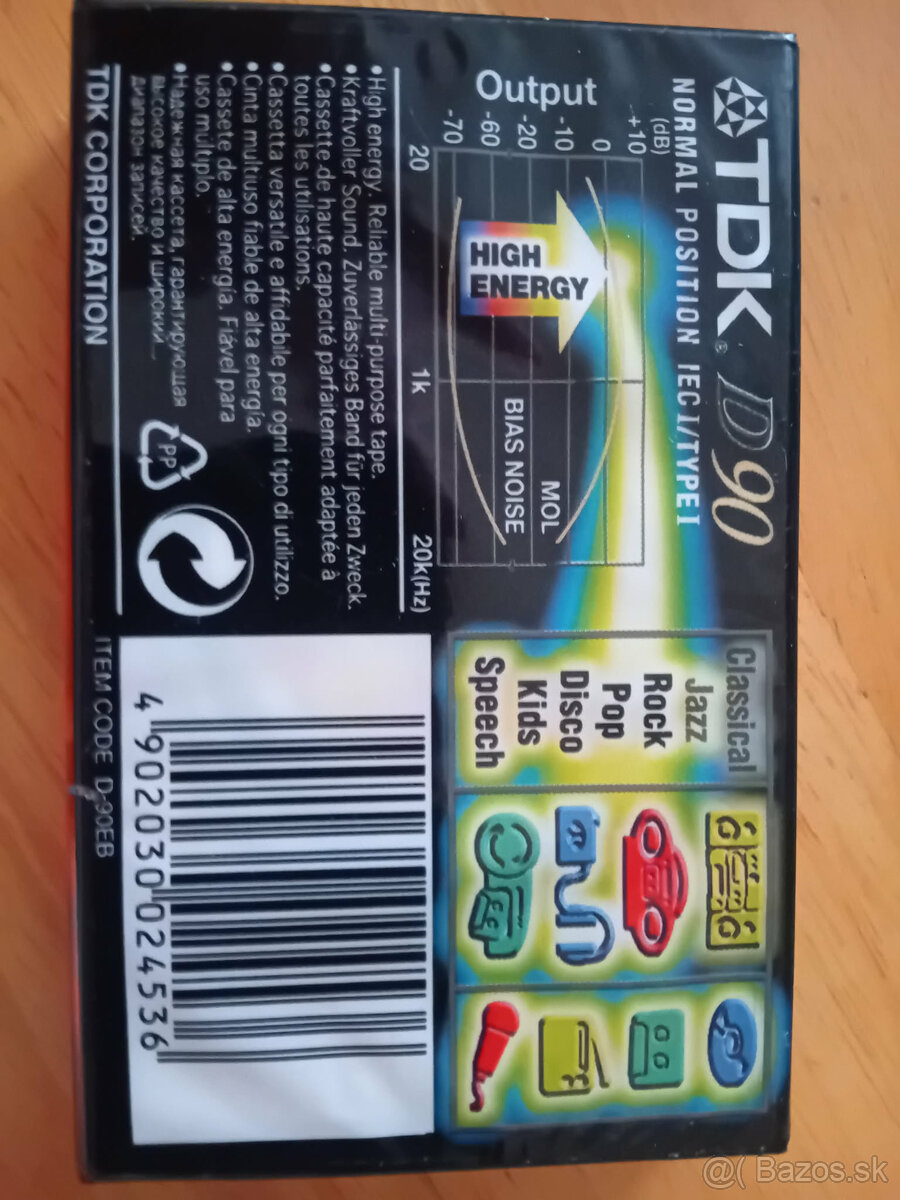 TDK® D 90
NORMAL POSITION IEC I/TYPE I
(dB)
+10
0
-10
-20
-60
-70
Output
HIGH
ENERGY
MOL
BIAS NOISE
20
1k
20k(Hz)
•High energy. Reliable multi-purpose tape.
•Kraftvoller Sound. Zuverlässiges Band für jeden Zweck.
•Cassette de haute capacité parfaitement adaptée à
toutes les utilisations.
•Cassetta versatile e affidabile per ogni tipo di utilizzo.
•Cinta multiuso fiable de alta energía.
•Cassete de alta energia. Fiável para
uso multiplo.
•Надежная кассета, гарантирующая
высокое качество и широкий
диапазон записей.
PP
TDK CORPORATION
Classical
Jazz
Rock
Pop
Disco
Kids
Speech
4 902030 024536
ITEM CODE D-90EB
@( Bazos.sk